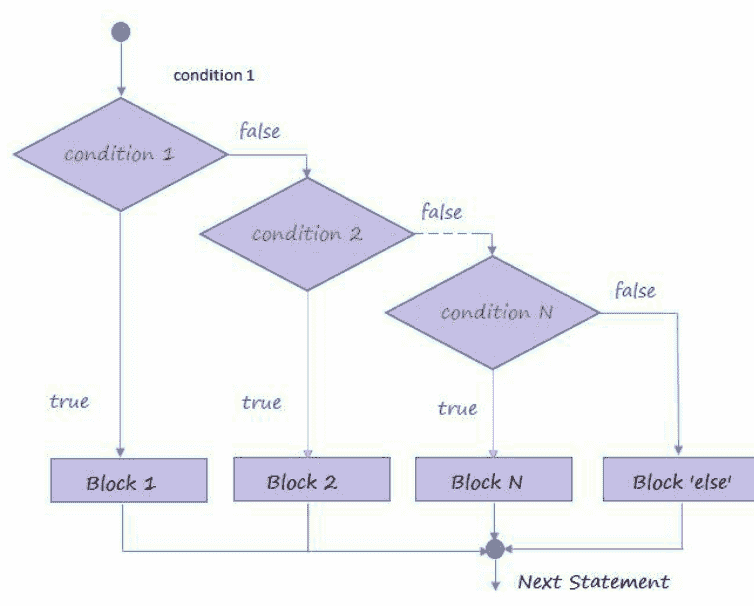 condition 1
false
condition 1
false
condition 2
false
condition N
true
true
true
Block 1
Block 2
Block N
Block 'else'
Next Statement